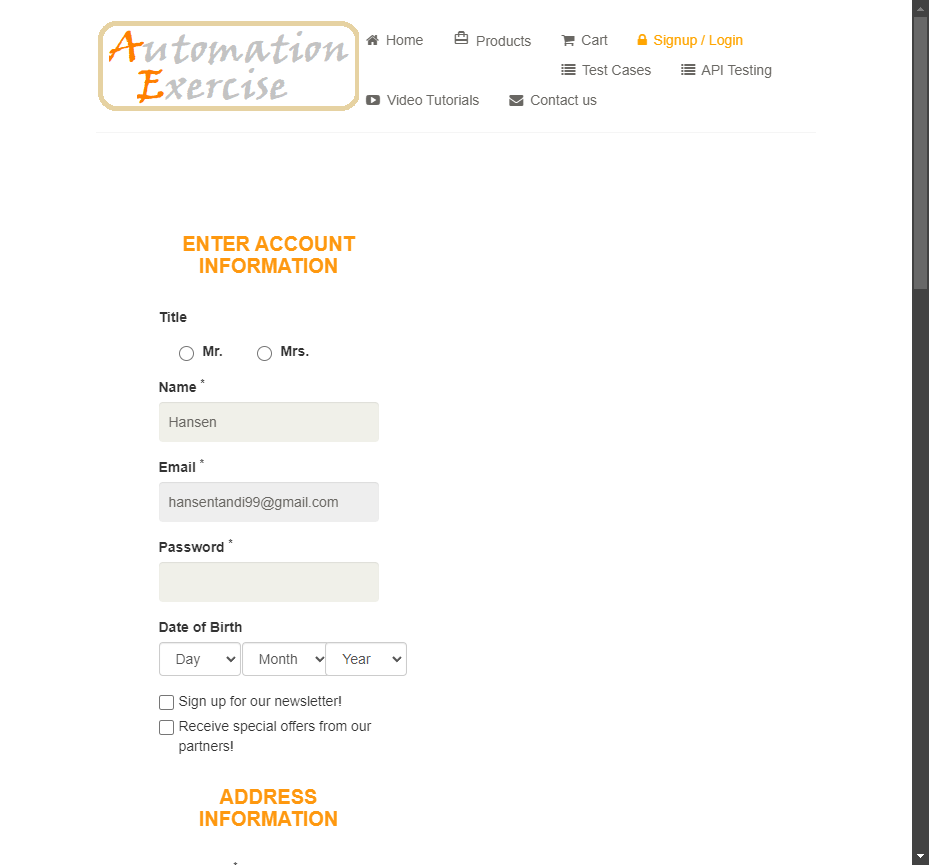 Automation
Exercise
Home
Products
Cart
Signup / Login
Test Cases
API Testing
Video Tutorials
Contact us
ENTER ACCOUNT
INFORMATION
Title
Mr.
Mrs.
Name *
Hansen
Email *
hansentandi99@gmail.com
Password *
Date of Birth
Day
Month
Year
Sign up for our newsletter!
Receive special offers from our
partners!
ADDRESS
INFORMATION
*